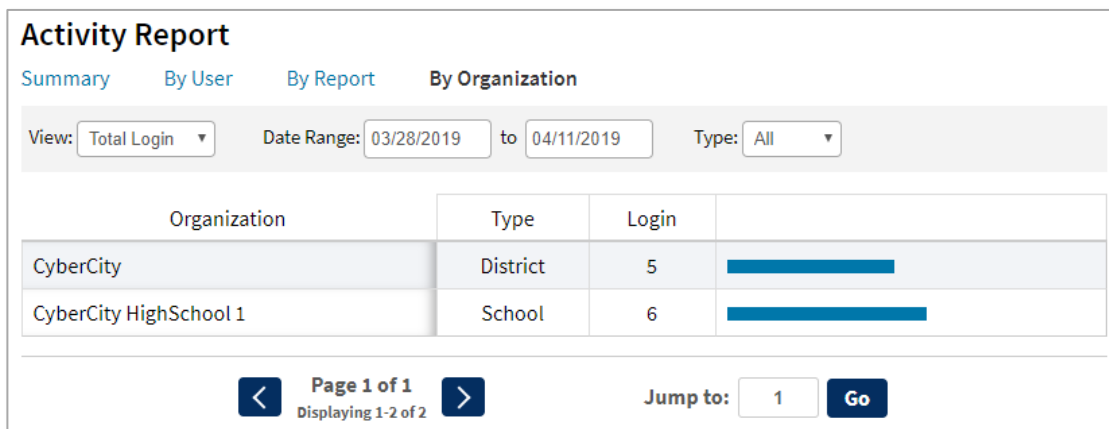 Activity Report
Summary By User By Report By Organization
View: Total Login Date Range: 03/28/2019 to 04/11/2019 Type: All
Organization Type Login
CyberCity District 5
CyberCity HighSchool 1 School 6
Page 1 of 1
Displaying 1-2 of 2
Jump to: 1 Go